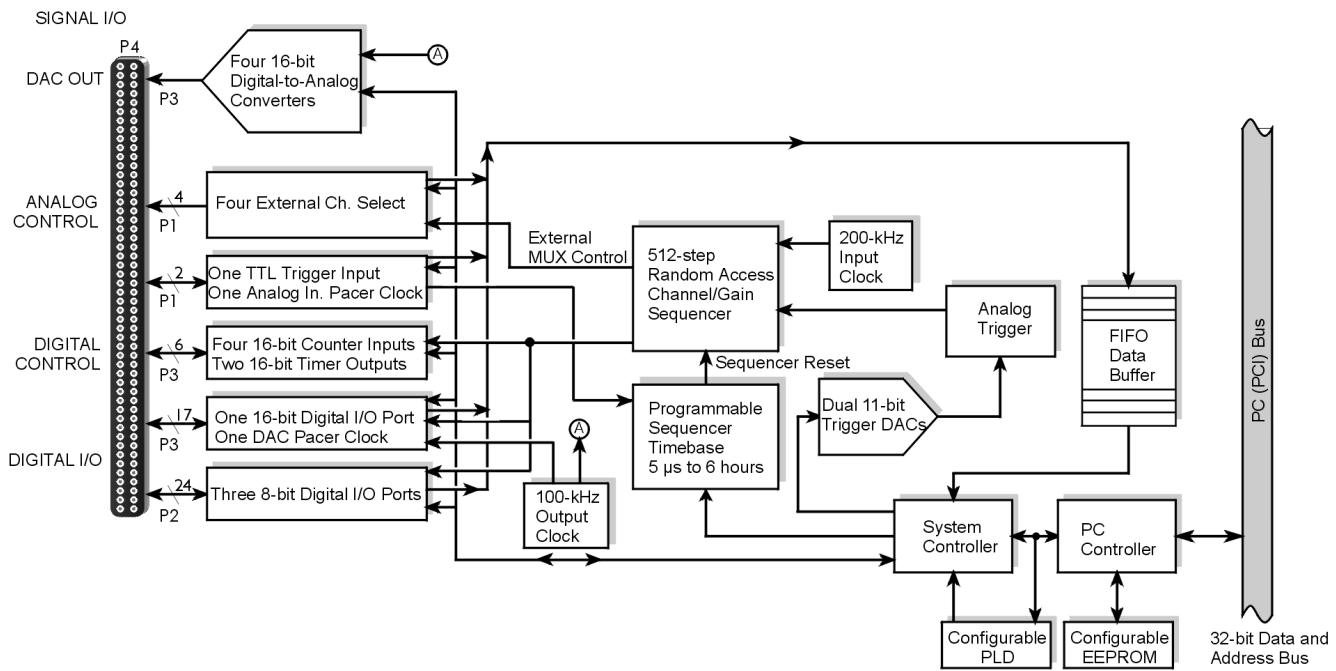 SIGNAL I/O
P4
DAC OUT
P3
Four 16-bit
Digital-to-Analog
Converters
A
ANALOG
CONTROL
4
P1
Four External Ch. Select
2
P1
One TTL Trigger Input
One Analog In. Pacer Clock
DIGITAL
CONTROL
6
P3
Four 16-bit Counter Inputs
Two 16-bit Timer Outputs
17
P3
One 16-bit Digital I/O Port
One DAC Pacer Clock
DIGITAL I/O
24
P2
Three 8-bit Digital I/O Ports
External
MUX Control
512-step
Random Access
Channel/Gain
Sequencer
200-kHz
Input
Clock
Analog
Trigger
Sequencer Reset
Programmable
Sequencer
Timebase
5 µs to 6 hours
Dual 11-bit
Trigger DACs
A
100-kHz
Output
Clock
FIFO
Data
Buffer
System
Controller
PC
Controller
Configurable
PLD
Configurable
EEPROM
PC (PCI) Bus
32-bit Data and
Address Bus